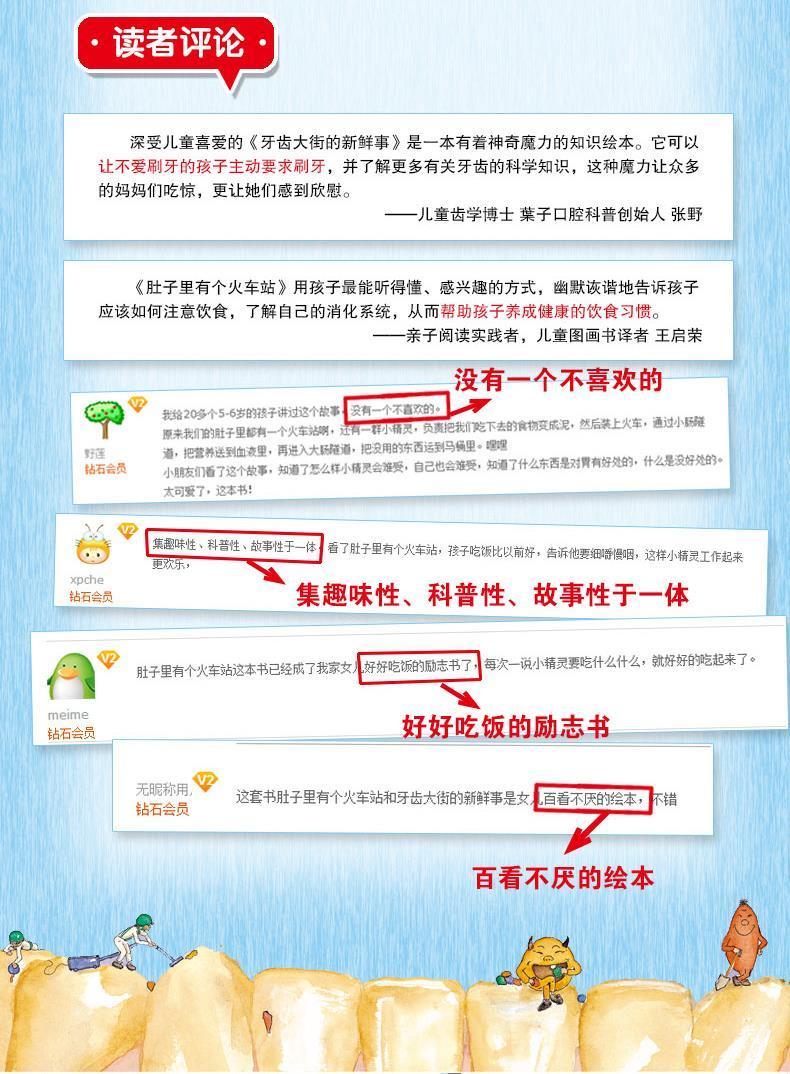 ·读者评论·
深受儿童喜爱的《牙齿大街的新鲜事》是一本有着神奇魔力的知识绘本。它可以
让不爱刷牙的孩子主动要求刷牙，并了解更多有关牙齿的科学知识，这种魔力让众多
的妈妈们吃惊，更让她们感到欣慰。
——儿童齿学博士 葉子口腔科普创始人 张野
《肚子里有个火车站》用孩子最能听得懂、感兴趣的方式，幽默诙谐地告诉孩子
应该如何注意饮食，了解自己的消化系统，从而帮助孩子养成健康的饮食习惯。
——亲子阅读实践者，儿童图画书译者 王启荣
没有一个不喜欢的
V2
野莲
钻石会员
我给20多个5-6岁的孩子讲过这个故事，没有一个不喜欢的。
原来我们的肚子里都有一个火车站啊，还有一群小精灵，负责把我们吃下去的食物变成泥，然后装上火车，通过小肠隧
道，把营养送到血液里，再进入大肠隧道，把没用的东西运到马桶里。嘿嘿
小朋友们看了这个故事，知道了怎么样小精灵会难受，自己也会难受，知道了什么东西是对胃有好处的，什么是没好处的。
太可爱了，这本书！
V2
xpche
钻石会员
集趣味性、科普性、故事性于一体，看了肚子里有个火车站，孩子吃饭比以前好，告诉他要细嚼慢咽，这样小精灵工作起来
更欢乐，
集趣味性、科普性、故事性于一体
V2
meime
钻石会员
肚子里有个火车站这本书已经成了我家女儿好好吃饭的励志书了，每次一说小精灵要吃什么什么，就好好的吃起来了。
好好吃饭的励志书
V2
无昵称用
钻石会员
这套书肚子里有个火车站和牙齿大街的新鲜事是女儿百看不厌的绘本，不错
百看不厌的绘本